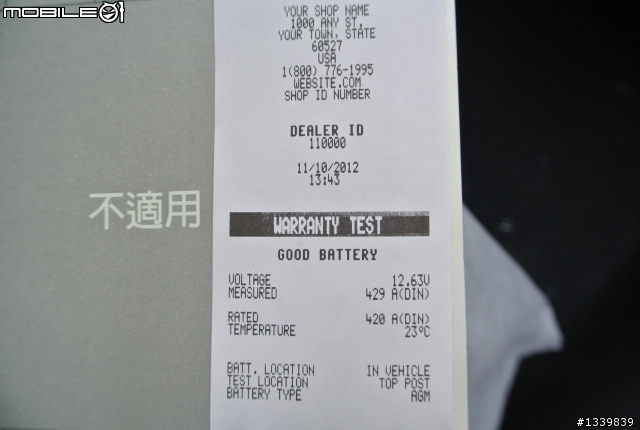 MOBILE01
YOUR SHOP NAME
1000 ANY ST.
YOUR TOWN, STATE
60527
USA
1(800) 776-1995
WEBSITE.COM
SHOP ID NUMBER
DEALER ID
110000
11/10/2012
13:43
不適用
WARRANTY TEST
GOOD BATTERY
VOLTAGE 12.63V
MEASURED 429 A(DIN)
RATED 420 A(DIN)
TEMPERATURE 23°C
BATT. LOCATION IN VEHICLE
TEST LOCATION TOP POST
BATTERY TYPE AGM
#1339839